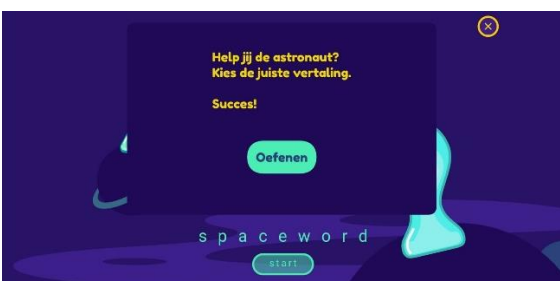 Help jij de astronaut?
Kies de juiste vertaling.
Succes!
Oefenen
spaceword
start